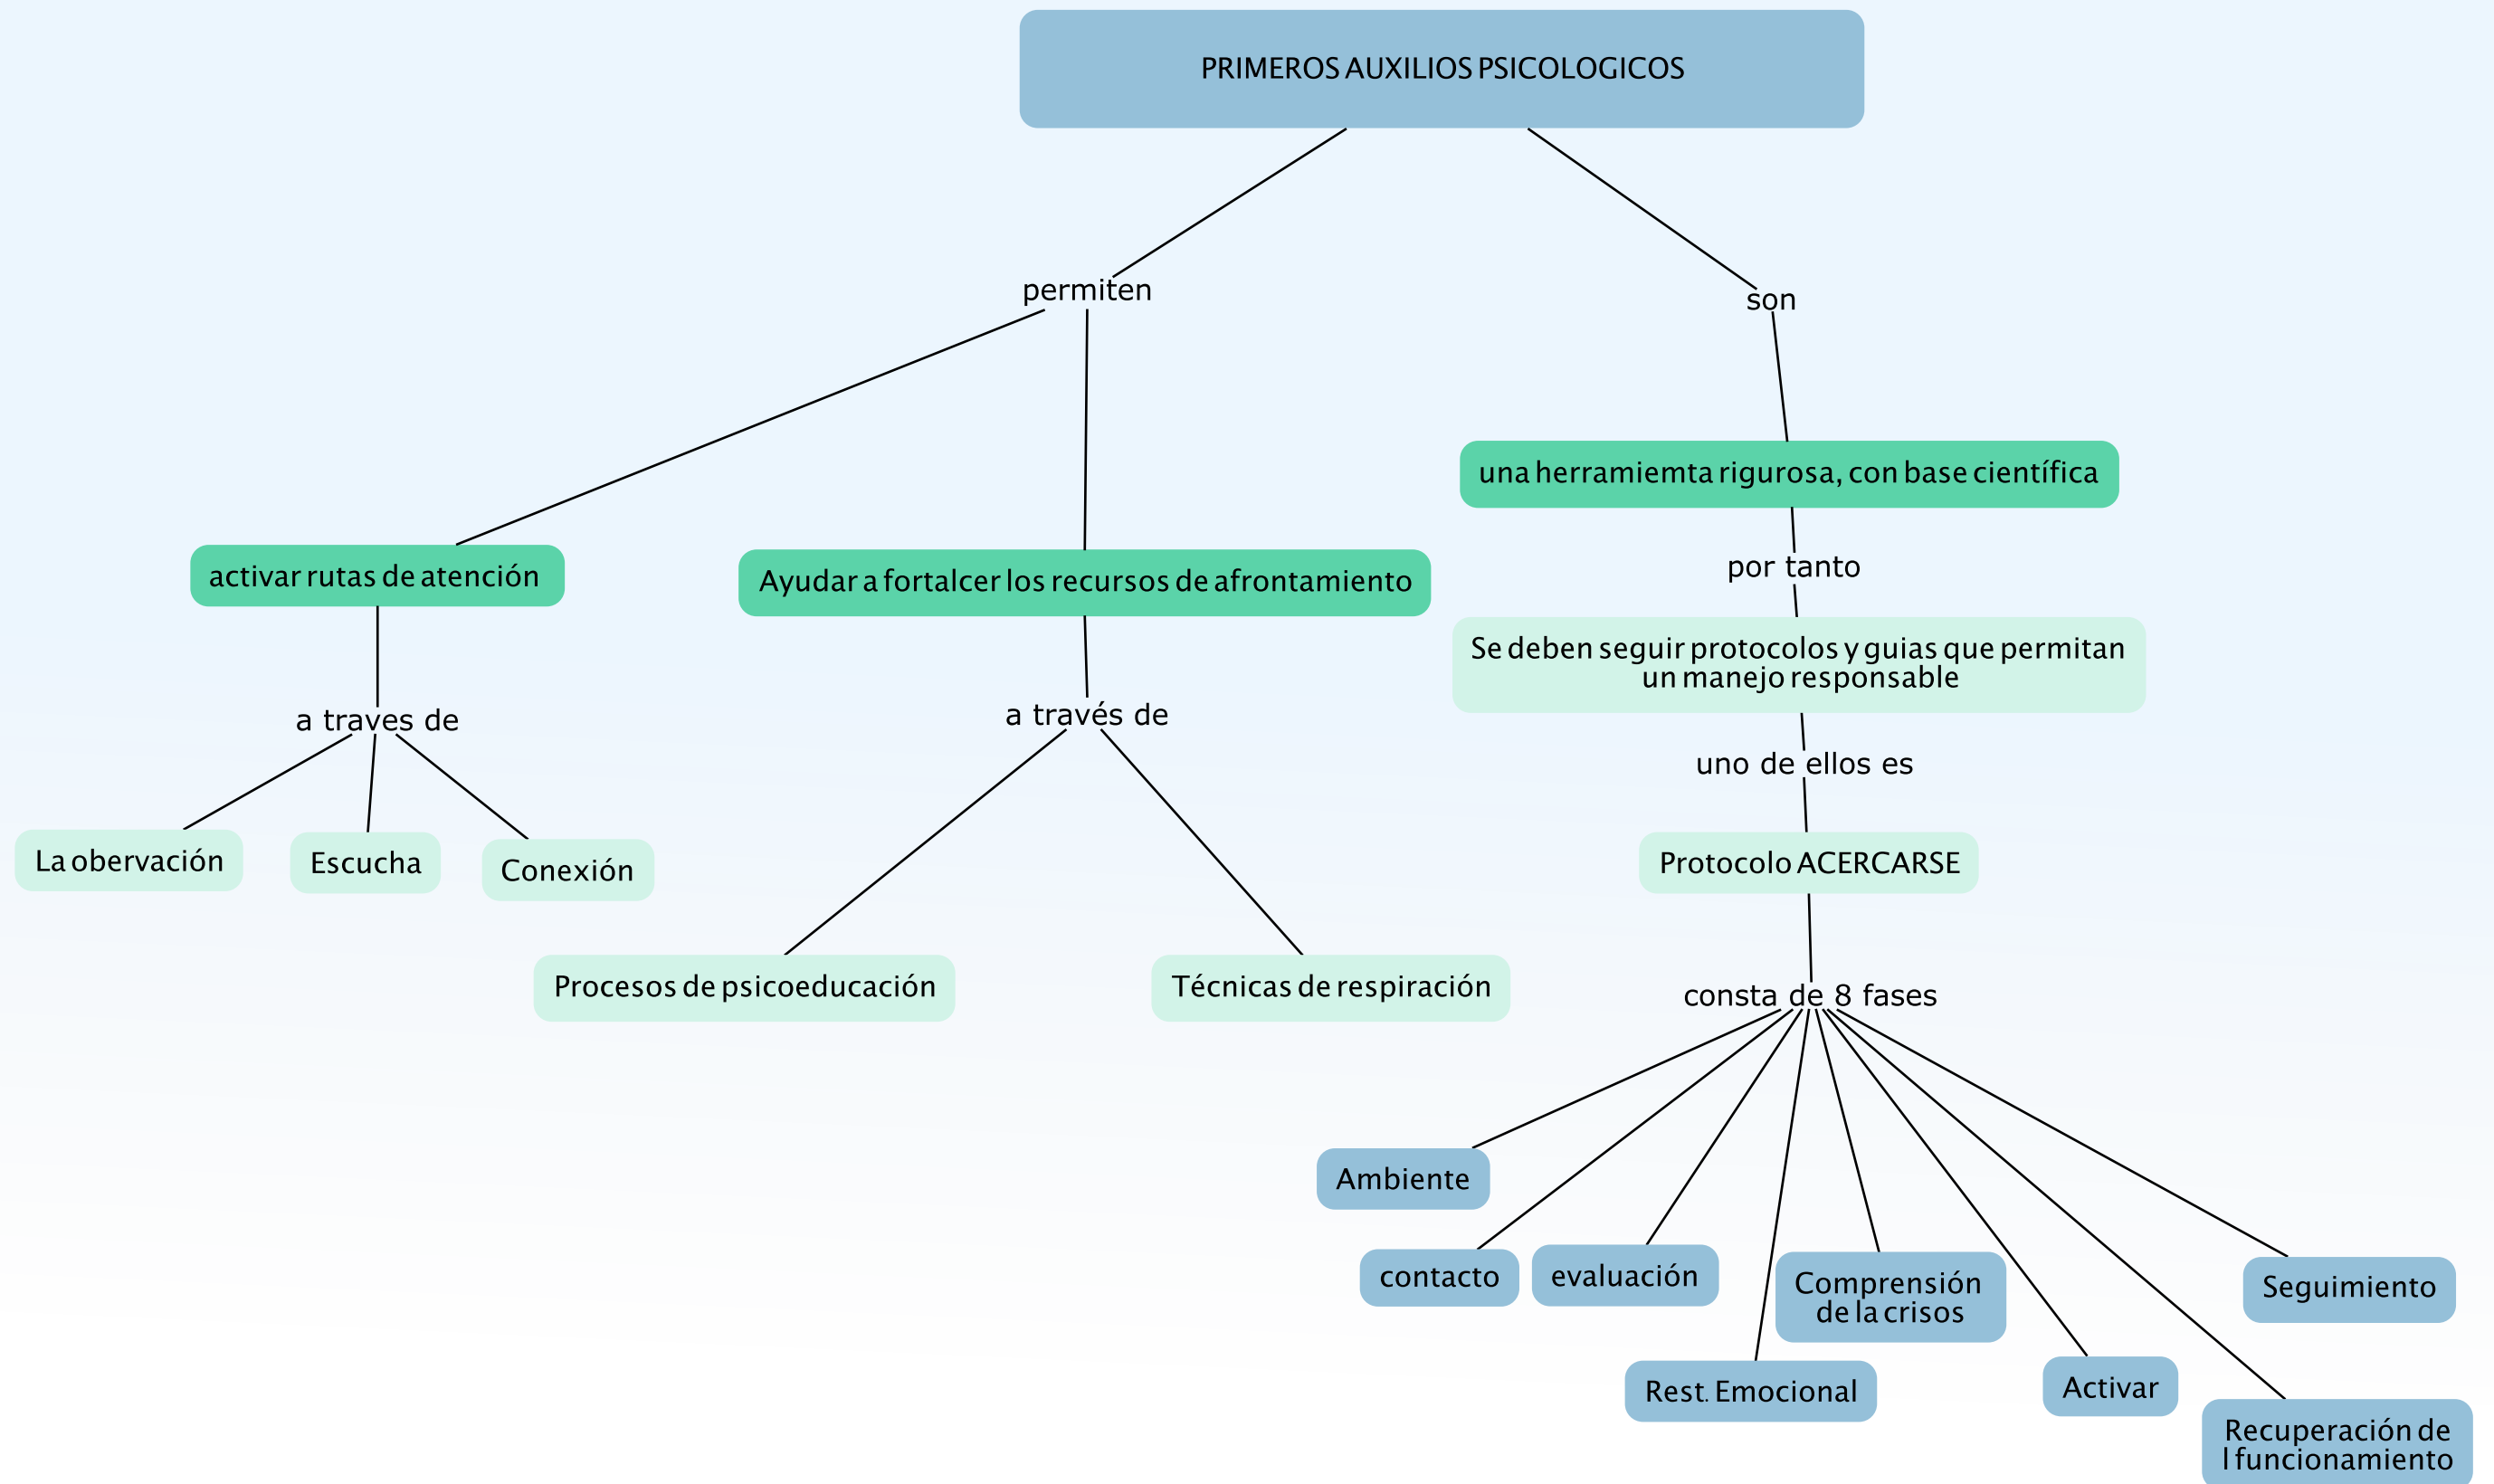 PRIMEROS AUXILIOS PSICOLOGICOS
permiten
son
una herramiemta rigurosa, con base científica
activar rutas de atención
Ayudar a fortalcer los recursos de afrontamiento
por tanto
Se deben seguir protocolos y guias que permitan
un manejo responsable
a traves de
a través de
uno de ellos es
La obervación
Escucha
Conexión
Protocolo ACERCARSE
Procesos de psicoeducación
Técnicas de respiración
consta de 8 fases
Ambiente
contacto
evaluación
Comprensión
de la crisos
Seguimiento
Rest. Emocional
Activar
Recuperación de
l funcionamiento